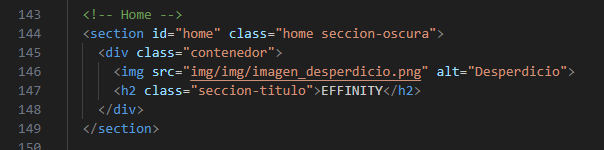 143 <!-- Home -->
144 <section id="home" class="home seccion-oscura">
145 <div class="contenedor">
146 <img src="img/img/imagen_desperdicio.png" alt="Desperdicio">
147 <h2 class="seccion-titulo">EFFINITY</h2>
148 </div>
149 </section>
150